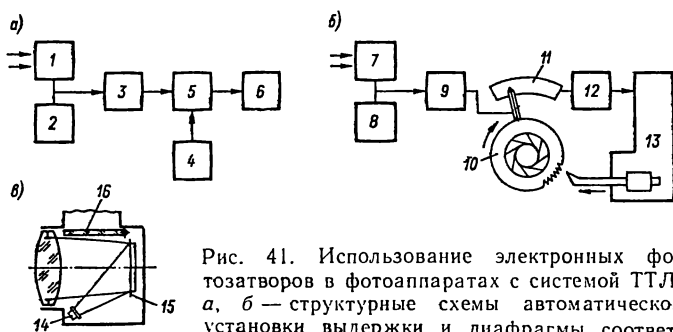 а)
1
2
3
5
6
4
б)
7
8
9
11
12
10
13
в)
16
14
15
Рис. 41. Использование электронных фо-
тозатворов в фотоаппаратах с системой ТТЛ
а, б — структурные схемы автоматическо
установки выдержки и диафрагмы соответ